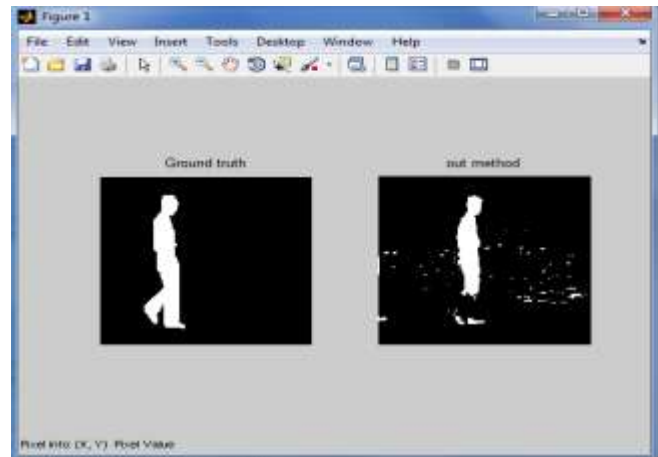 Figure 1
File Edit View Insert Tools Desktop Window Help
Ground truth
out method
Pixel info: (X, Y) Pixel Value